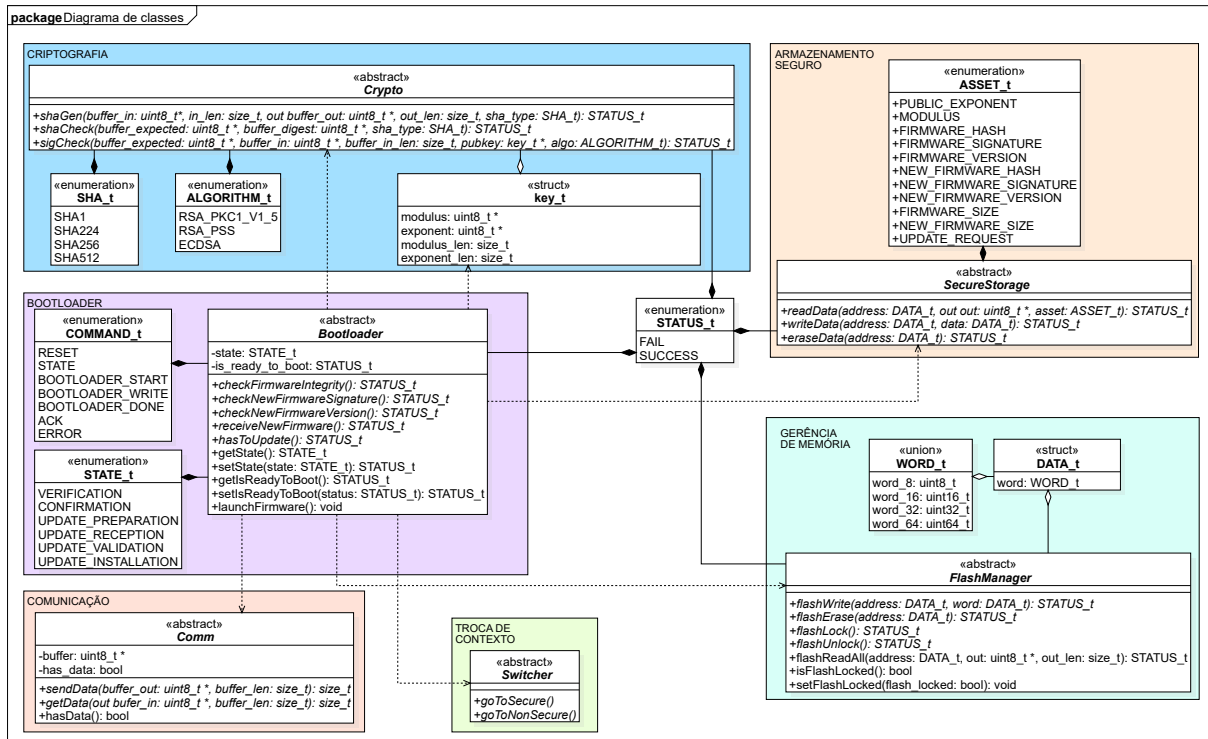 package Diagrama de classes
CRIPTOGRAFIA
«abstract»
Crypto
+shaGen(buffer_in: uint8_t*, in_len: size_t, out buffer_out: uint8_t *, out_len: size_t, sha_type: SHA_t): STATUS_t
+shaCheck(buffer_expected: uint8_t *, buffer_digest: uint8_t *, sha_type: SHA_t): STATUS_t
+sigCheck(buffer_expected: uint8_t *, buffer_in: uint8_t *, buffer_in_len: size_t, pubkey: key_t *, algo: ALGORITHM_t): STATUS_t
«enumeration»
SHA_t
SHA1
SHA224
SHA256
SHA512
«enumeration»
ALGORITHM_t
RSA_PKC1_V1_5
RSA_PSS
ECDSA
«struct»
key_t
modulus: uint8_t *
exponent: uint8_t *
modulus_len: size_t
exponent_len: size_t
ARMAZENAMENTO
SEGURO
«enumeration»
ASSET_t
+PUBLIC_EXPONENT
+MODULUS
+FIRMWARE_HASH
+FIRMWARE_SIGNATURE
+FIRMWARE_VERSION
+NEW_FIRMWARE_HASH
+NEW_FIRMWARE_SIGNATURE
+NEW_FIRMWARE_VERSION
+FIRMWARE_SIZE
+NEW_FIRMWARE_SIZE
+UPDATE_REQUEST
«abstract»
SecureStorage
+readData(address: DATA_t, out out: uint8_t *, asset: ASSET_t): STATUS_t
+writeData(address: DATA_t, data: DATA_t): STATUS_t
+eraseData(address: DATA_t): STATUS_t
BOOTLOADER
«enumeration»
COMMAND_t
RESET
STATE
BOOTLOADER_START
BOOTLOADER_WRITE
BOOTLOADER_DONE
ACK
ERROR
«enumeration»
STATE_t
VERIFICATION
CONFIRMATION
UPDATE_PREPARATION
UPDATE_RECEPTION
UPDATE_VALIDATION
UPDATE_INSTALLATION
«abstract»
Bootloader
-state: STATE_t
-is_ready_to_boot: STATUS_t
+checkFirmwareIntegrity(): STATUS_t
+checkNewFirmwareSignature(): STATUS_t
+checkNewFirmwareVersion(): STATUS_t
+receiveNewFirmware(): STATUS_t
+hasToUpdate(): STATUS_t
+getState(): STATE_t
+setState(state: STATE_t): STATUS_t
+getIsReadyToBoot(): STATUS_t
+setIsReadyToBoot(status: STATUS_t): STATUS_t
+launchFirmware(): void
«enumeration»
STATUS_t
FAIL
SUCCESS
GERÊNCIA
DE MEMÓRIA
«union»
WORD_t
word_8: uint8_t
word_16: uint16_t
word_32: uint32_t
word_64: uint64_t
«struct»
DATA_t
word: WORD_t
«abstract»
FlashManager
+flashWrite(address: DATA_t, word: DATA_t): STATUS_t
+flashErase(address: DATA_t): STATUS_t
+flashLock(): STATUS_t
+flashUnlock(): STATUS_t
+flashReadAll(address: DATA_t, out: uint8_t *, out_len: size_t): STATUS_t
+isFlashLocked(): bool
+setFlashLocked(flash_locked: bool): void
COMUNICAÇÃO
«abstract»
Comm
-buffer: uint8_t *
-has_data: bool
+sendData(buffer_out: uint8_t *, buffer_len: size_t): size_t
+getData(out bufer_in: uint8_t *, buffer_len: size_t): size_t
+hasData(): bool
TROCA DE
CONTEXTO
«abstract»
Switcher
+goToSecure()
+goToNonSecure()